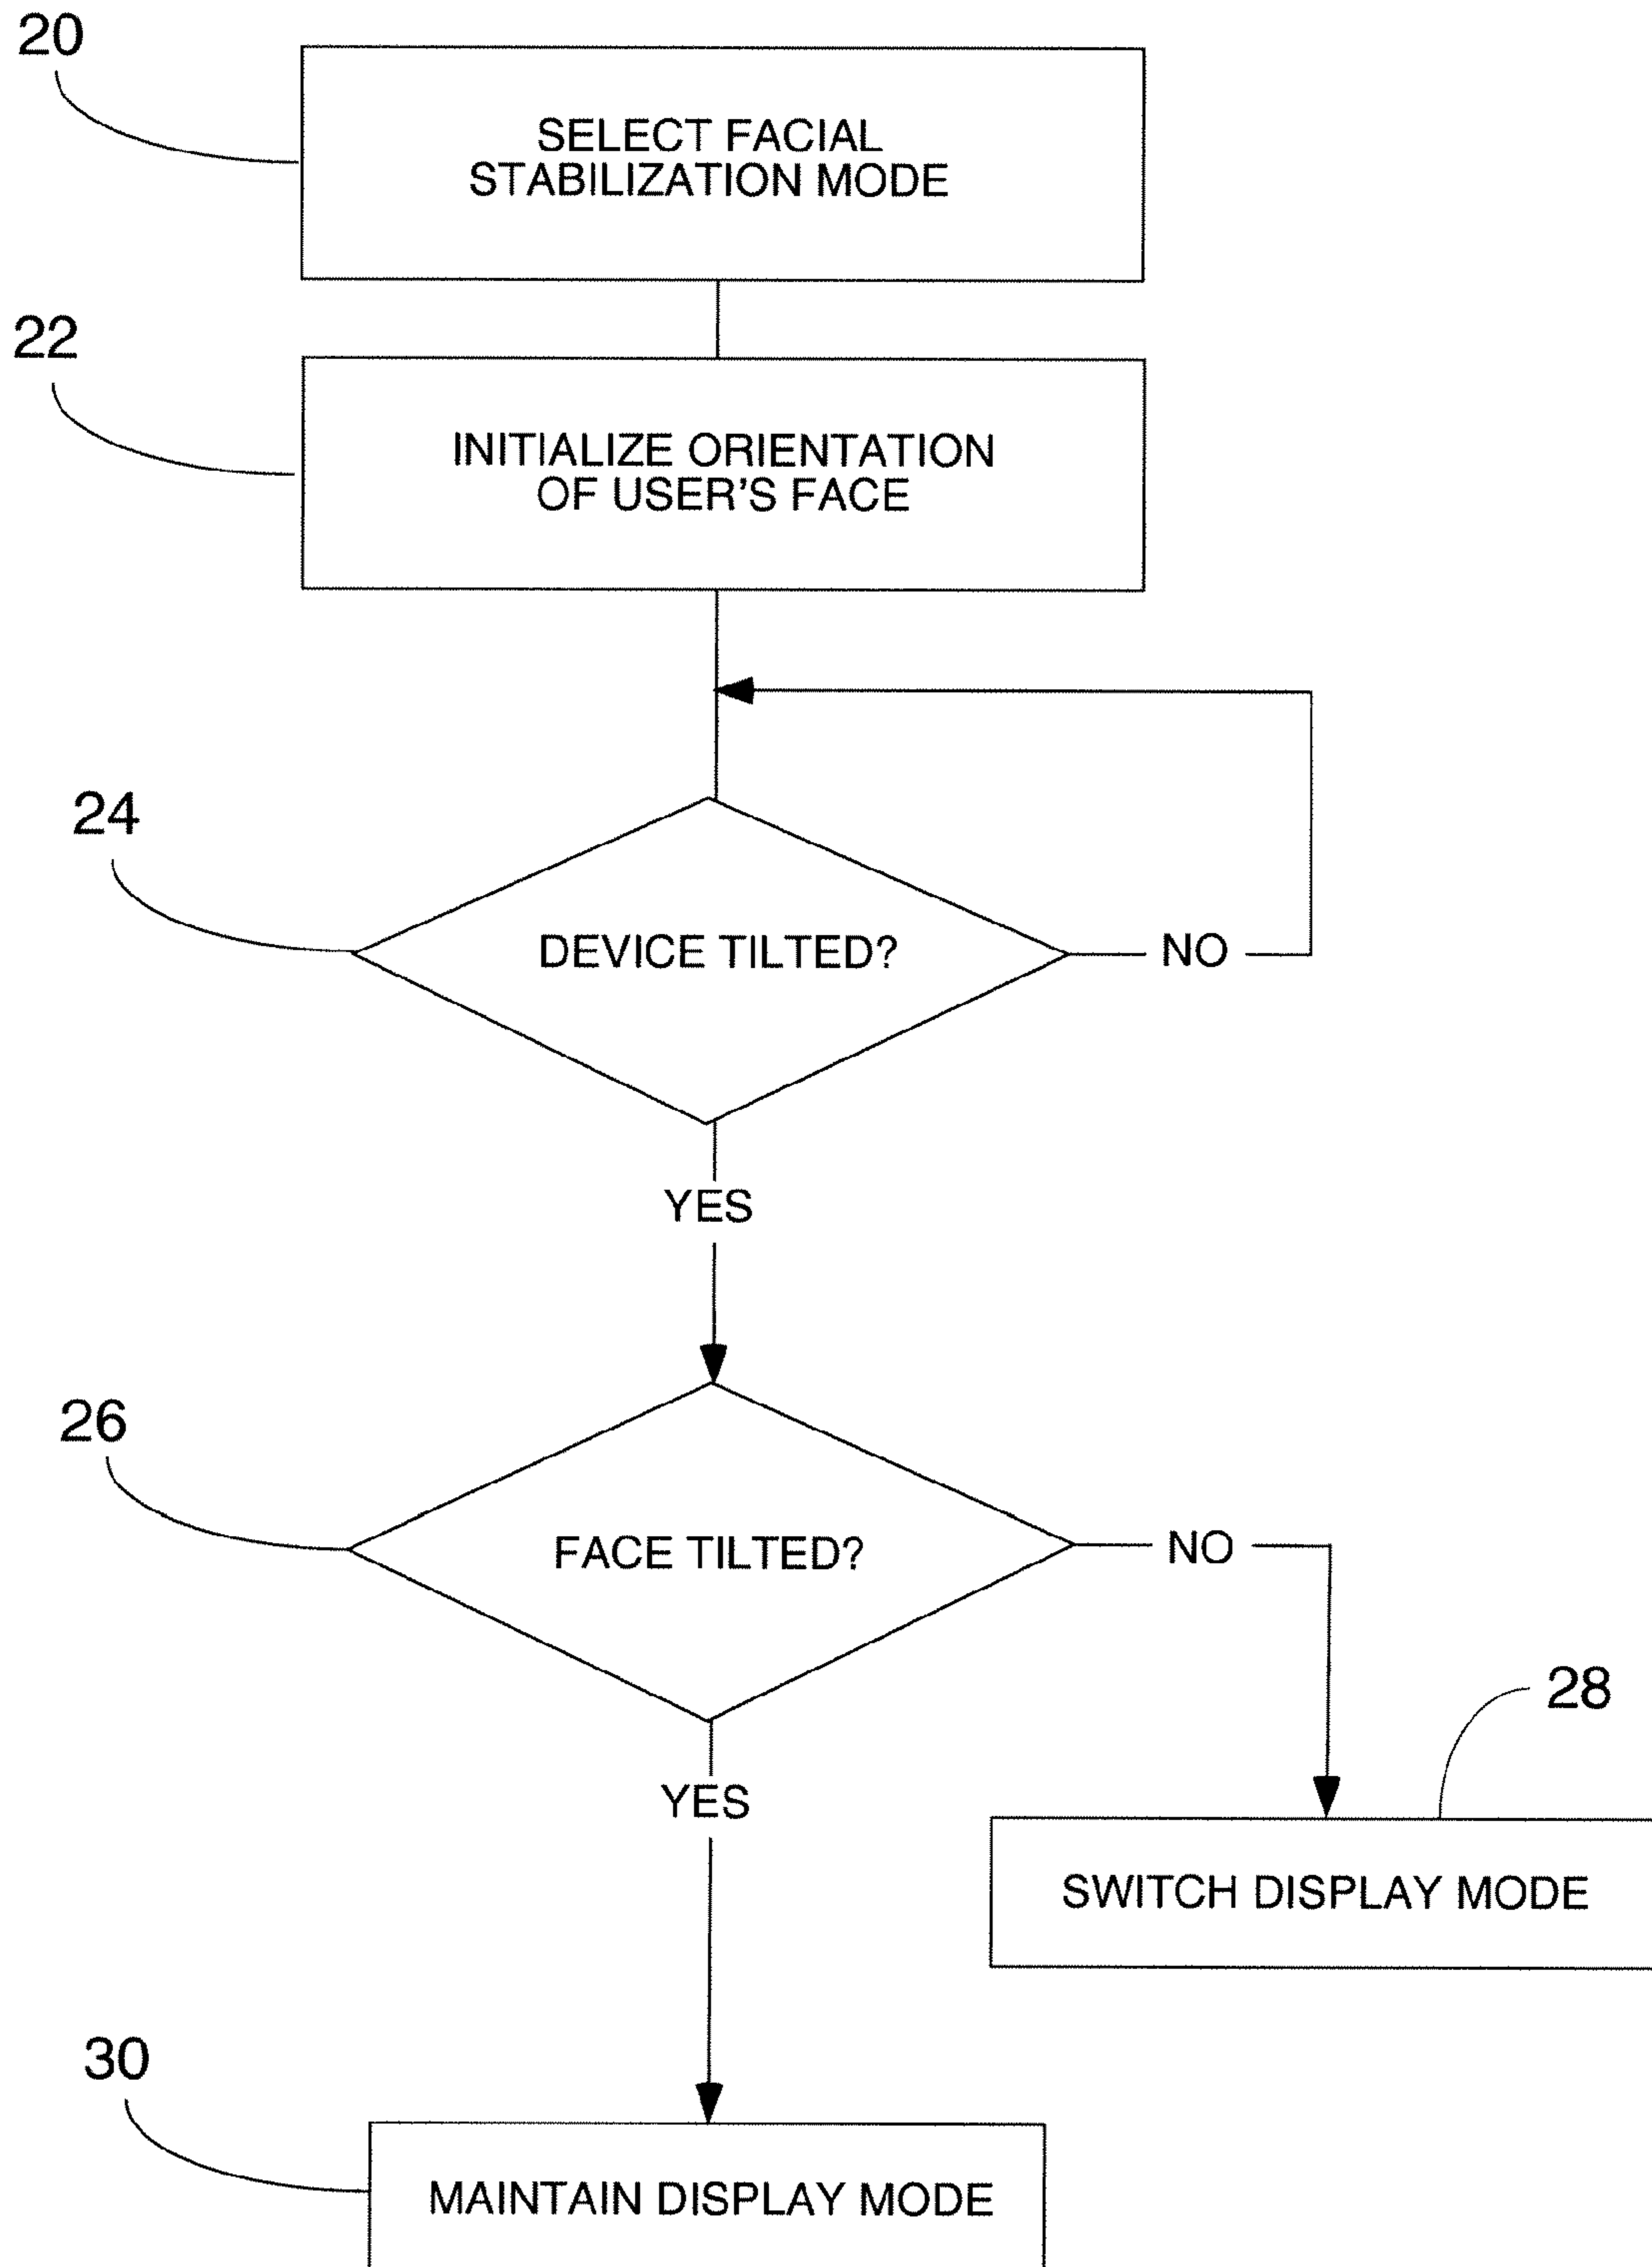 20
SELECT FACIAL
STABILIZATION MODE
22
INITIALIZE ORIENTATION
OF USER'S FACE
24
DEVICE TILTED?
NO
YES
26
FACE TILTED?
NO
28
YES
SWITCH DISPLAY MODE
30
MAINTAIN DISPLAY MODE